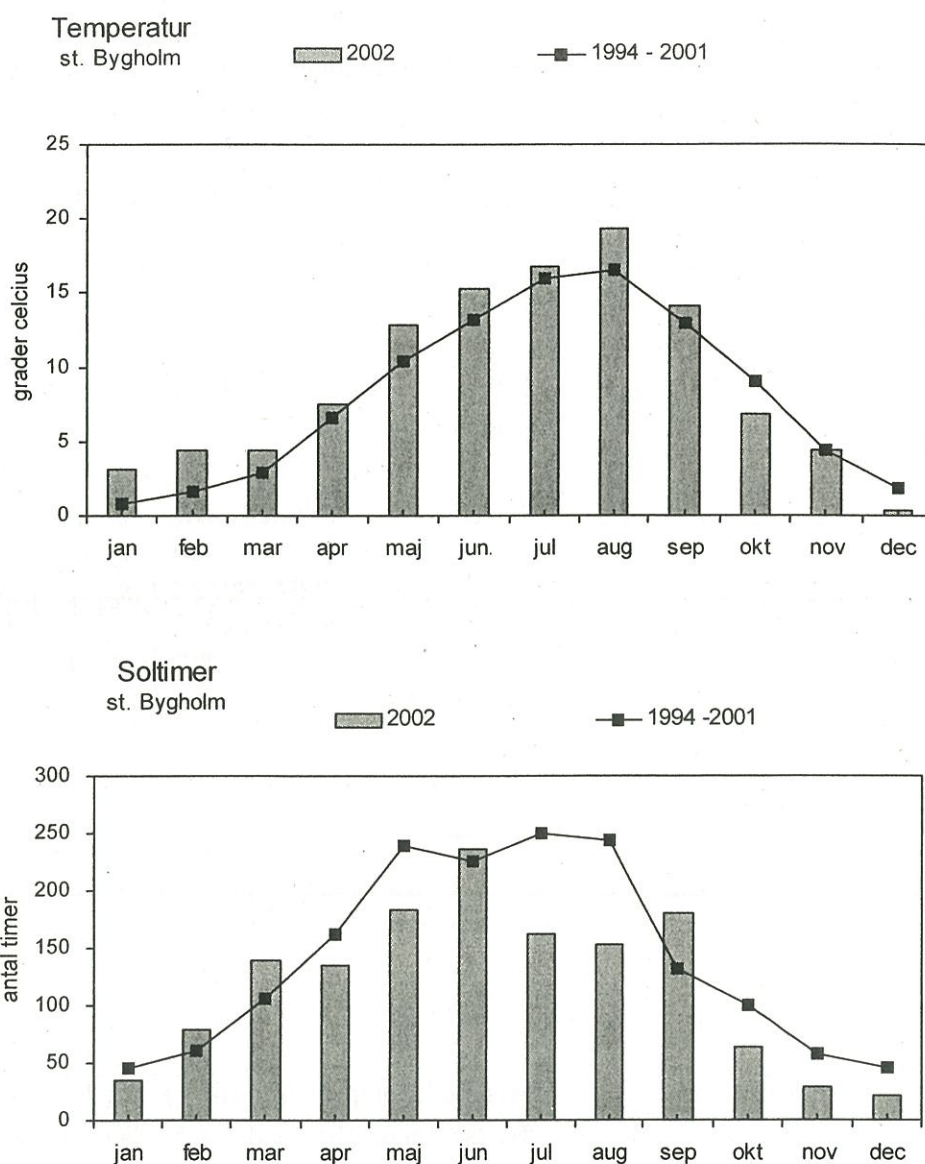 Temperatur
st. Bygholm
2002
1994 - 2001
25
20
15
10
5
0
grader celcius
jan feb mar apr maj jun. jul aug sep okt nov dec
Soltimer
st. Bygholm
2002
1994 -2001
300
250
200
150
100
50
0
antal timer
jan feb mar apr maj jun jul aug sep okt nov dec